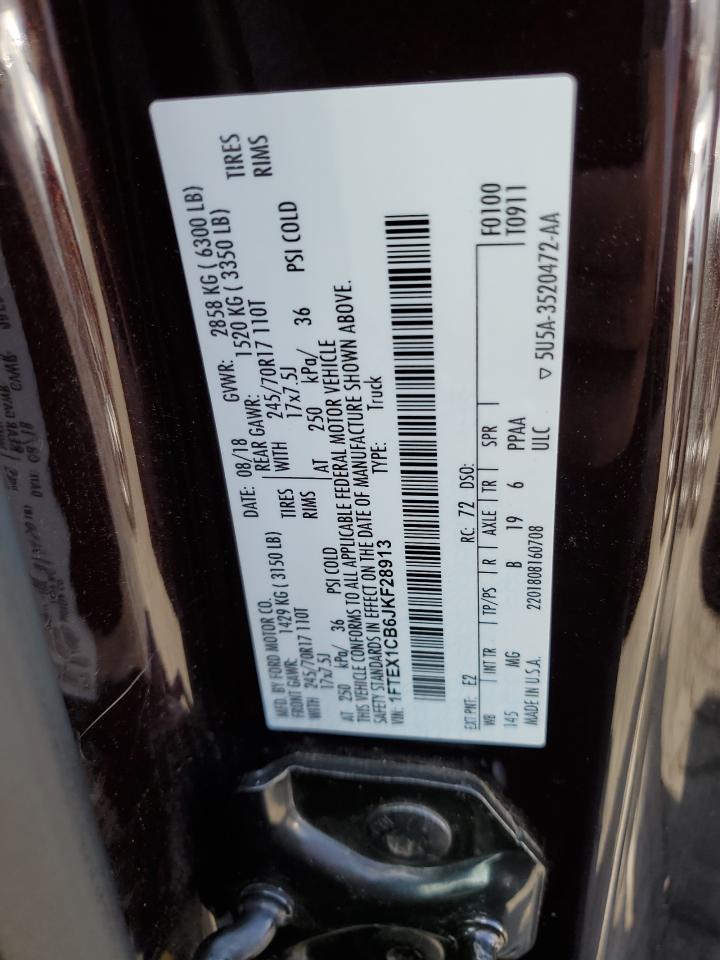 MFD. BY FORD MOTOR CO.
DATE: 08/18 GVWR: 2858 KG ( 6300 LB)
FRONT GAWR: 1429 KG ( 3150 LB) REAR GAWR: 1520 KG ( 3350 LB)
WITH 245/70R17 110T TIRES WITH 245/70R17 110T TIRES
17x7.5J RIMS 17x7.5J RIMS
AT 250 kPa/ 36 PSI COLD AT 250 kPa/ 36 PSI COLD
THIS VEHICLE CONFORMS TO ALL APPLICABLE FEDERAL MOTOR VEHICLE
SAFETY STANDARDS IN EFFECT ON THE DATE OF MANUFACTURE SHOWN ABOVE.
VIN: 1FTEX1CB6JKF28913 TYPE: Truck
F0100
T0911
EXT PNT: E2 RC: 72 DSO:
WB INT TR TP/PS R AXLE TR SPR
145 MG B 19 6 PPAA
MADE IN U.S.A. 2201808160708 ULC
▽ 5U5A-3520472-AA